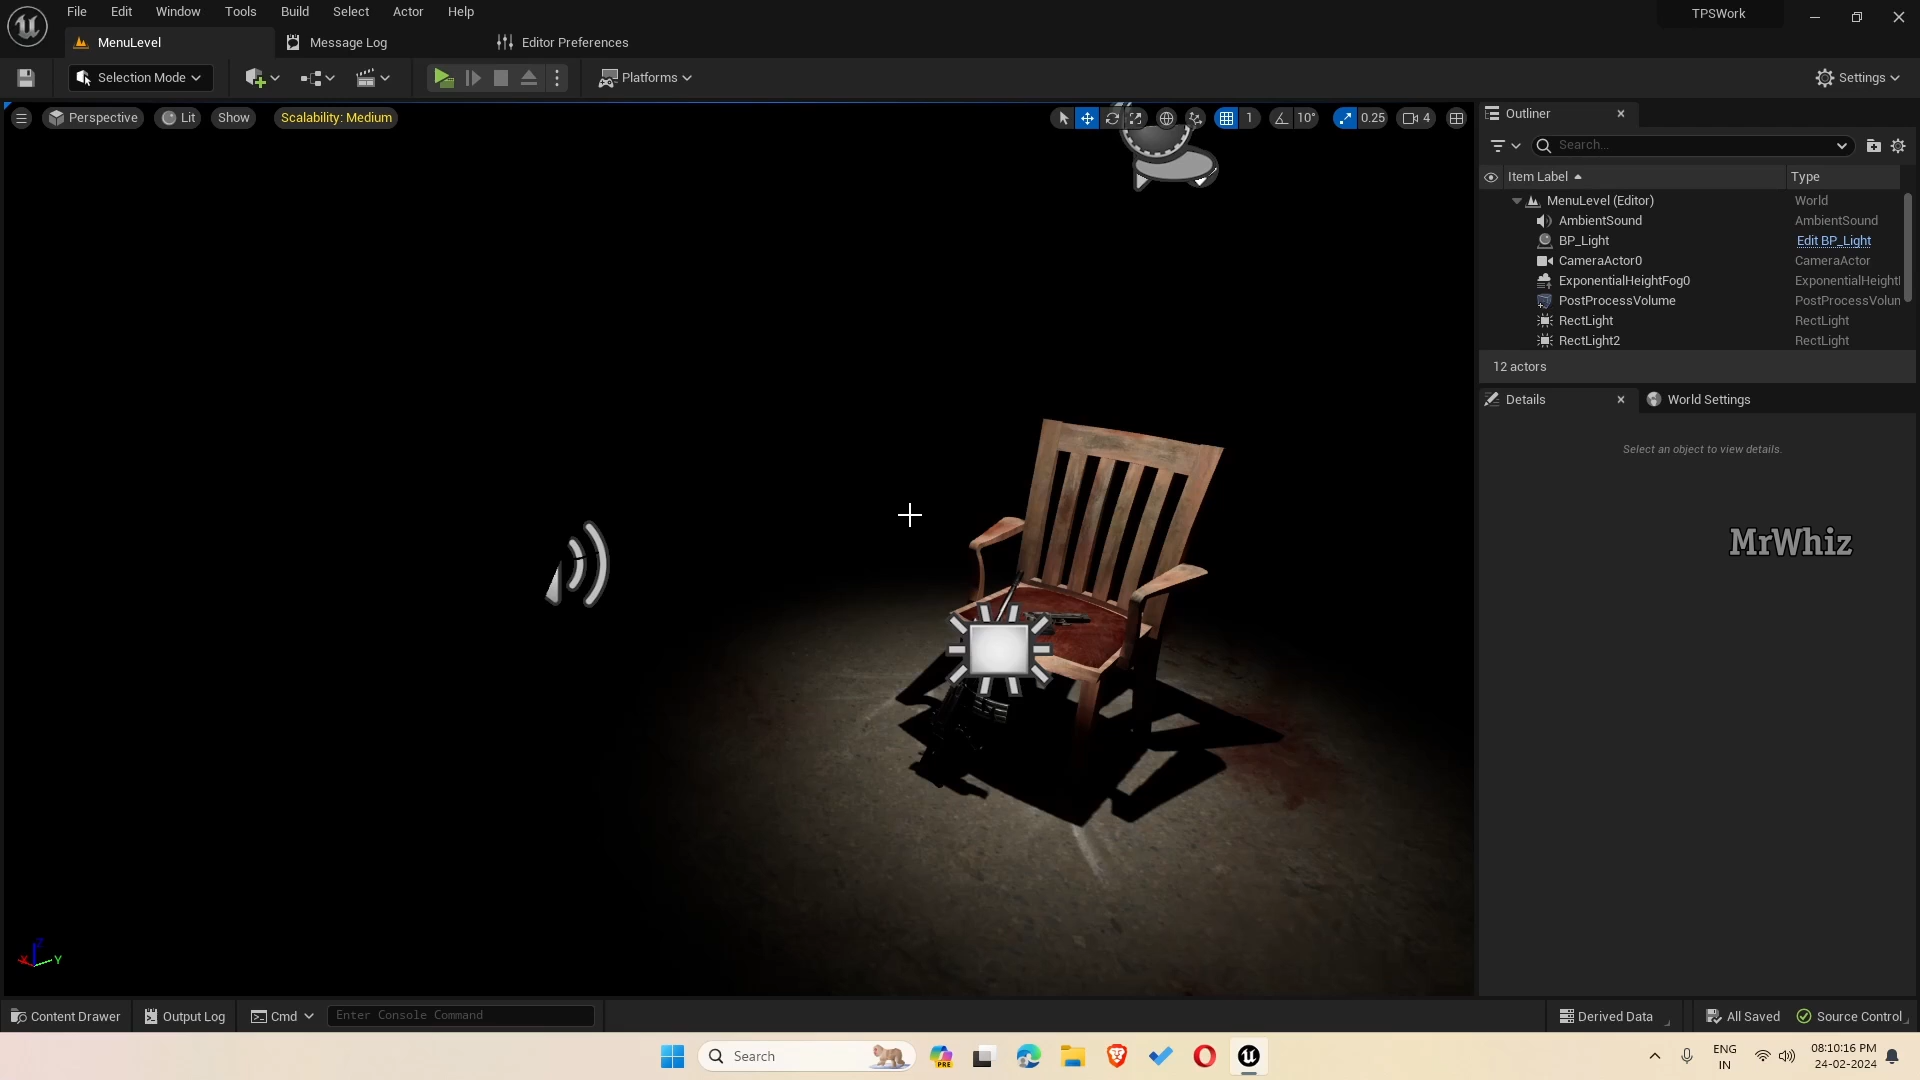 File Edit Window Tools Build Select Actor Help
TPSWork
MenuLevel
Message Log
Editor Preferences
Selection Mode
Platforms
Settings
Perspective
Lit
Show
Scalability: Medium
1
10°
0.25
4
Outliner
Search...
Item Label
Type
MenuLevel (Editor) World
AmbientSound AmbientSound
BP_Light Edit BP_Light
CameraActor0 CameraActor
ExponentialHeightFog0 ExponentialHeightF
PostProcessVolume PostProcessVolun
RectLight RectLight
RectLight2 RectLight
12 actors
Details
World Settings
Select an object to view details.
MrWhiz
X
Y
Z
Content Drawer
Output Log
Cmd
Enter Console Command
Derived Data
All Saved
Source Control
Search
PRE
ENG
IN
08:10:16 PM
24-02-2024